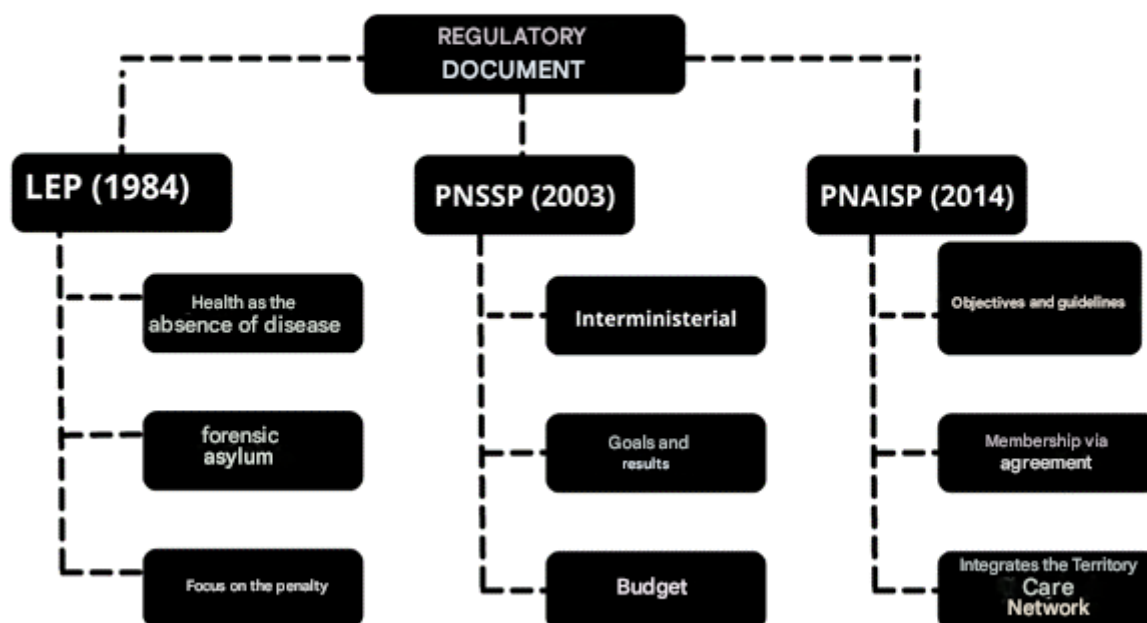 REGULATORY
DOCUMENT
LEP (1984)
Health as the
absence of disease
forensic
asylum
Focus on the penalty
PNSSP (2003)
Interministerial
Goals and
results
Budget
PNAISP (2014)
Objectives and guidelines
Membership via
agreement
Integrates the Territory
Care
Network